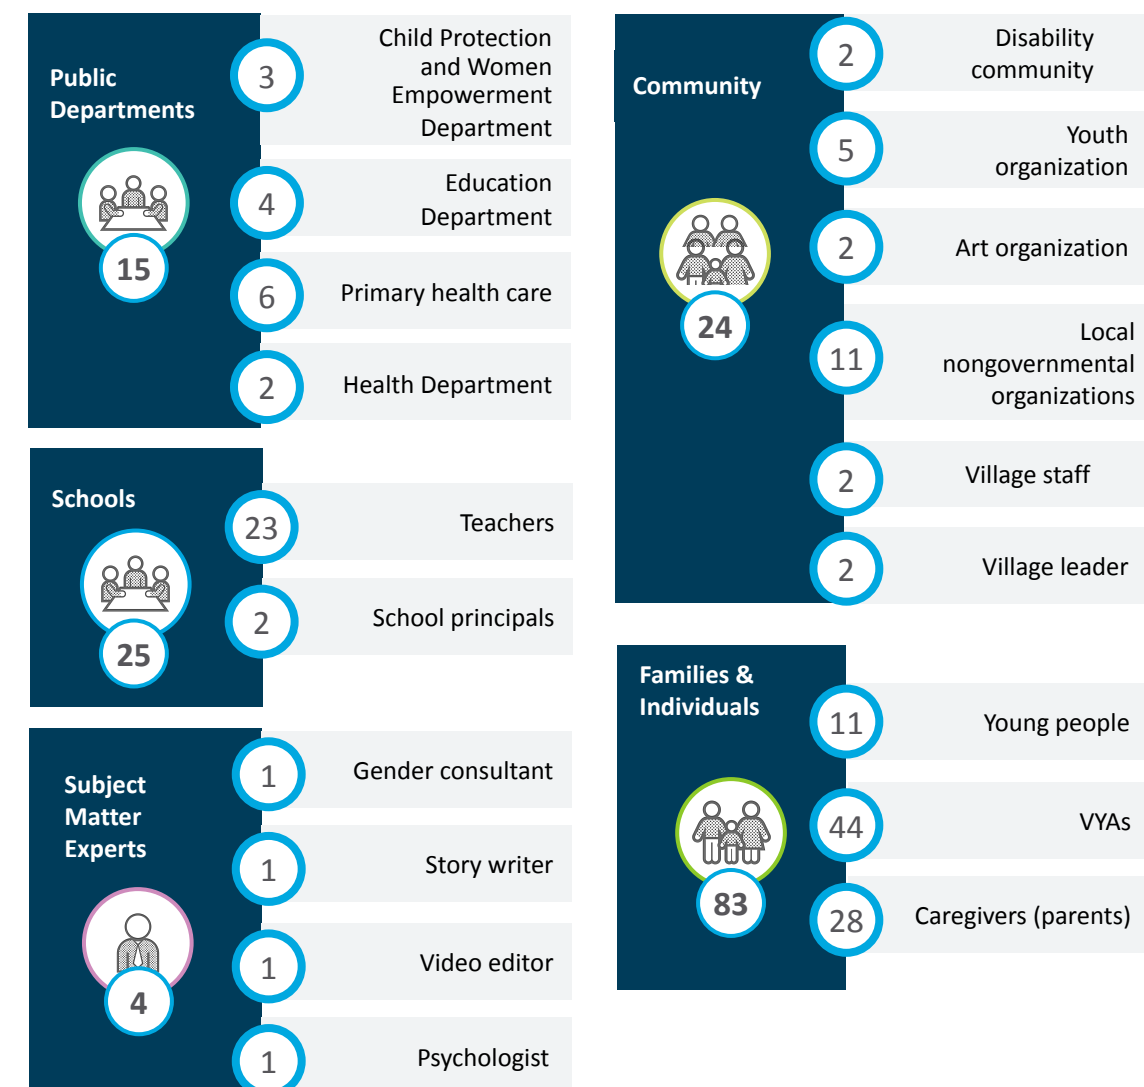 Public
Departments
15
3
Child Protection
and Women
Empowerment
Department
4
Education
Department
6
Primary health care
2
Health Department
Schools
25
23
Teachers
2
School principals
Subject
Matter
Experts
4
1
Gender consultant
1
Story writer
1
Video editor
1
Psychologist
Community
24
2
Disability
community
5
Youth
organization
2
Art organization
11
Local
nongovernmental
organizations
2
Village staff
2
Village leader
Families &
Individuals
83
11
Young people
44
VYAs
28
Caregivers (parents)